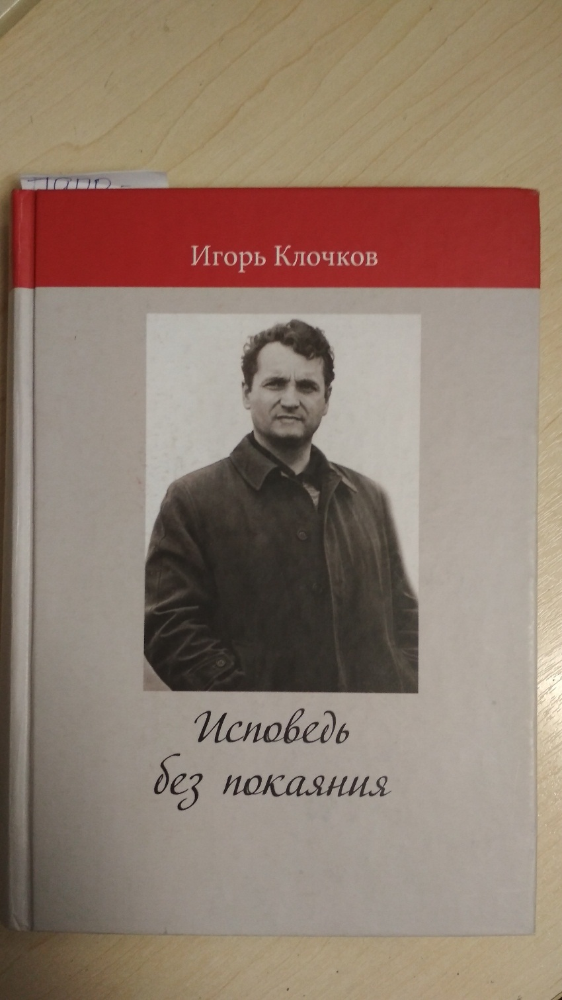 Игорь Клочков
Исповедь
без покаяния